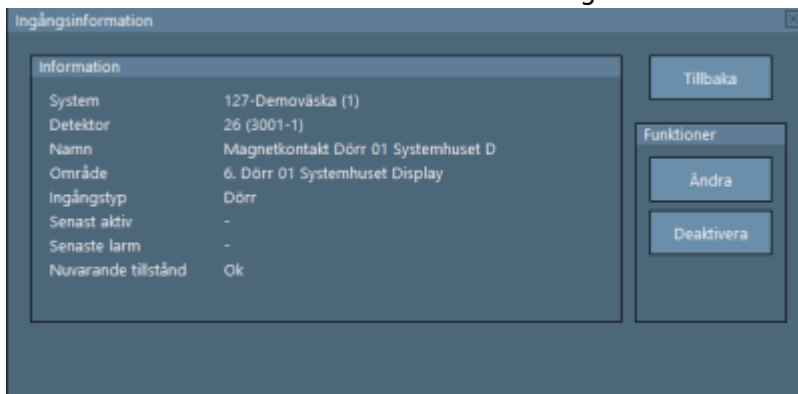 Ingångsinformation
Information
System 127-Demoväska (1)
Detektor 26 (3001-1)
Namn Magnetkontakt Dörr 01 Systemhuset D
Område 6. Dörr 01 Systemhuset Display
Ingångstyp Dörr
Senast aktiv -
Senaste larm -
Nuvarande tillstånd Ok
Tillbaka
Funktioner
Ändra
Deaktivera